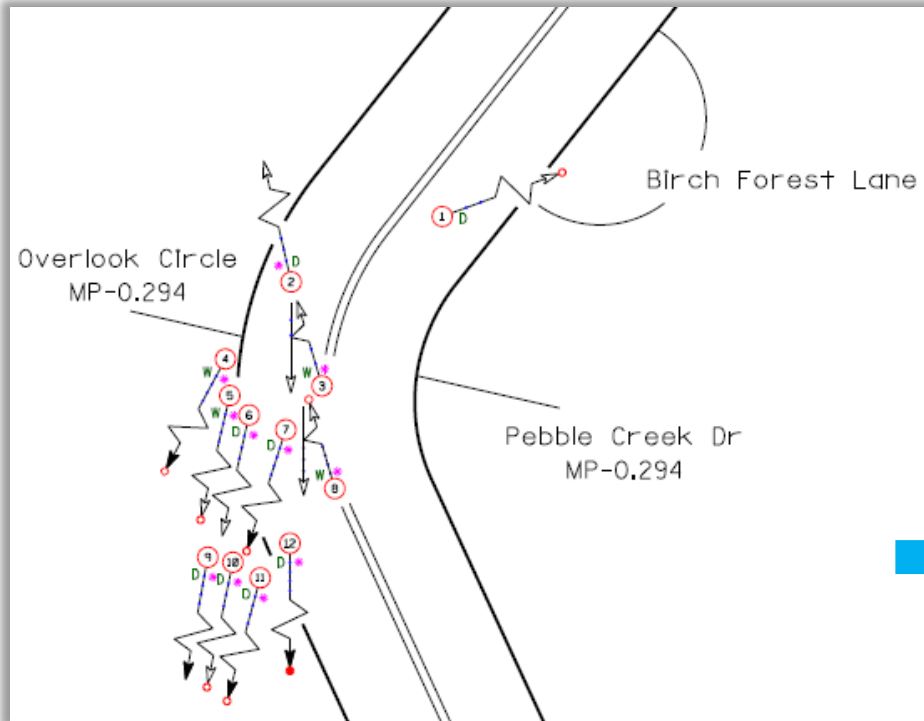 Birch Forest Lane
1
D
Overlook Circle
MP-0.294
D
2
4
W
W
3
5
W
6
D
7
D
Pebble Creek Dr
MP-0.294
W
8
9
D
10
D
11
D
12
D